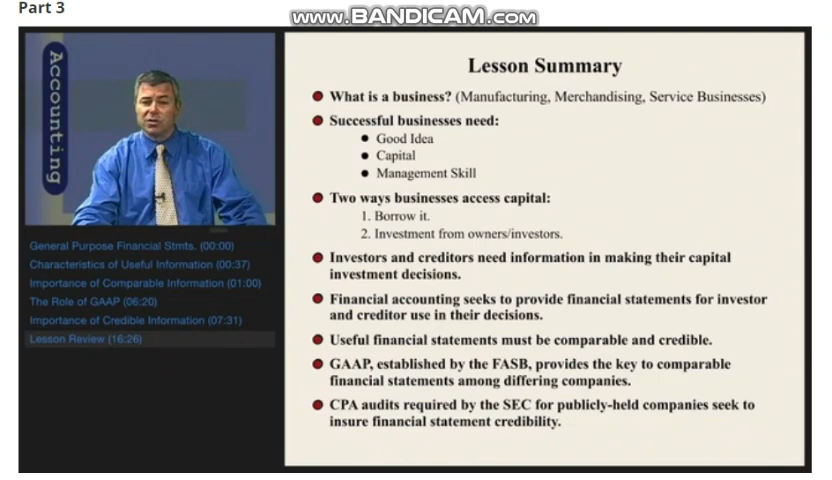 Part 3
www.BANDICAM.com
Accounting
General Purpose Financial Stmts. (00:00)
Characteristics of Useful Information (00:37)
Importance of Comparable Information (01:00)
The Role of GAAP (06:20)
Importance of Credible Information (07:31)
Lesson Review (16:26)
Lesson Summary
What is a business? (Manufacturing, Merchandising, Service Businesses)
Successful businesses need:
Good Idea
Capital
Management Skill
Two ways businesses access capital:
1. Borrow it.
2. Investment from owners/investors.
Investors and creditors need information in making their capital
investment decisions.
Financial accounting seeks to provide financial statements for investor
and creditor use in their decisions.
Useful financial statements must be comparable and credible.
GAAP, established by the FASB, provides the key to comparable
financial statements among differing companies.
CPA audits required by the SEC for publicly-held companies seek to
insure financial statement credibility.